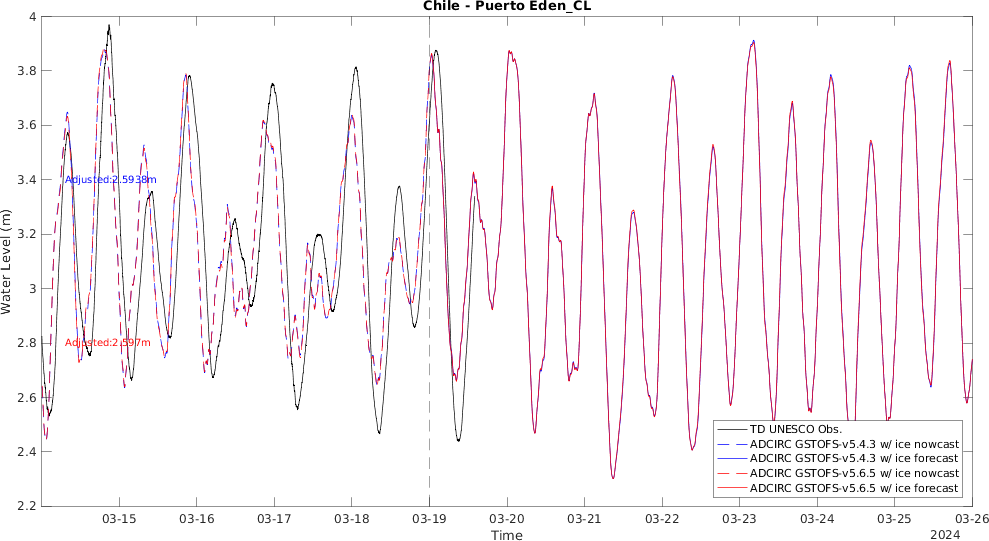 Chile - Puerto Eden_CL
4
3.8
3.6
3.4
3.2
3
2.8
2.6
2.4
2.2
Water Level (m)
Adjusted:2.5938m
Adjusted:2.597m
TD UNESCO Obs.
ADCIRC GSTOFS-v5.4.3 w/ ice nowcast
ADCIRC GSTOFS-v5.4.3 w/ ice forecast
ADCIRC GSTOFS-v5.6.5 w/ ice nowcast
ADCIRC GSTOFS-v5.6.5 w/ ice forecast
03-15 03-16 03-17 03-18 03-19 03-20 03-21 03-22 03-23 03-24 03-25 03-26
Time
2024